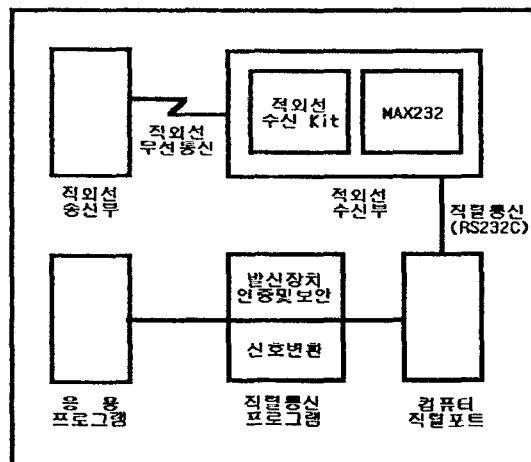 적외선
수신 Kit
MAX232
적외선
무선통신
적외선
송신부
적외선
수신부
직렬통신
(RS232C)
발신장치
인증및보안
신호변환
응 용
프로그램
직렬통신
프로그램
컴퓨터
직렬포트